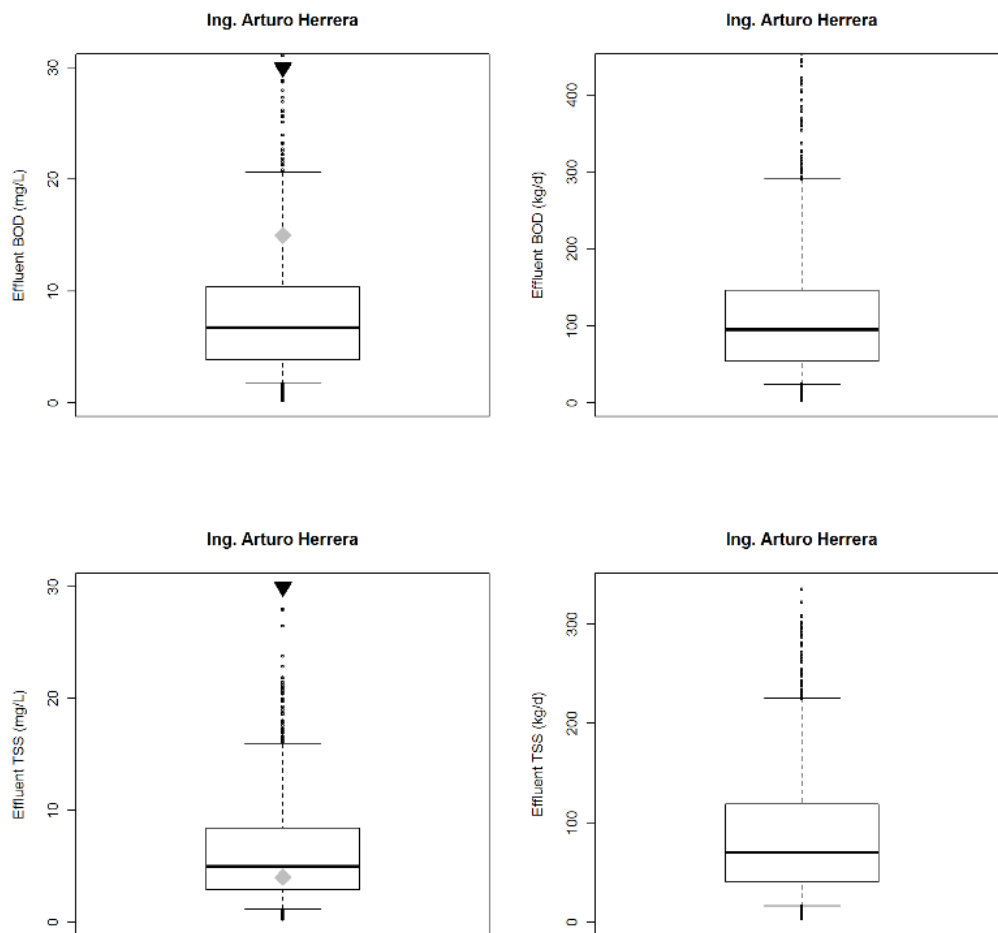 Ing. Arturo Herrera
Effluent BOD (mg/L)
30
20
10
0
Ing. Arturo Herrera
Effluent BOD (kg/d)
400
300
200
100
0
Ing. Arturo Herrera
Effluent TSS (mg/L)
30
20
10
0
Ing. Arturo Herrera
Effluent TSS (kg/d)
300
200
100
0